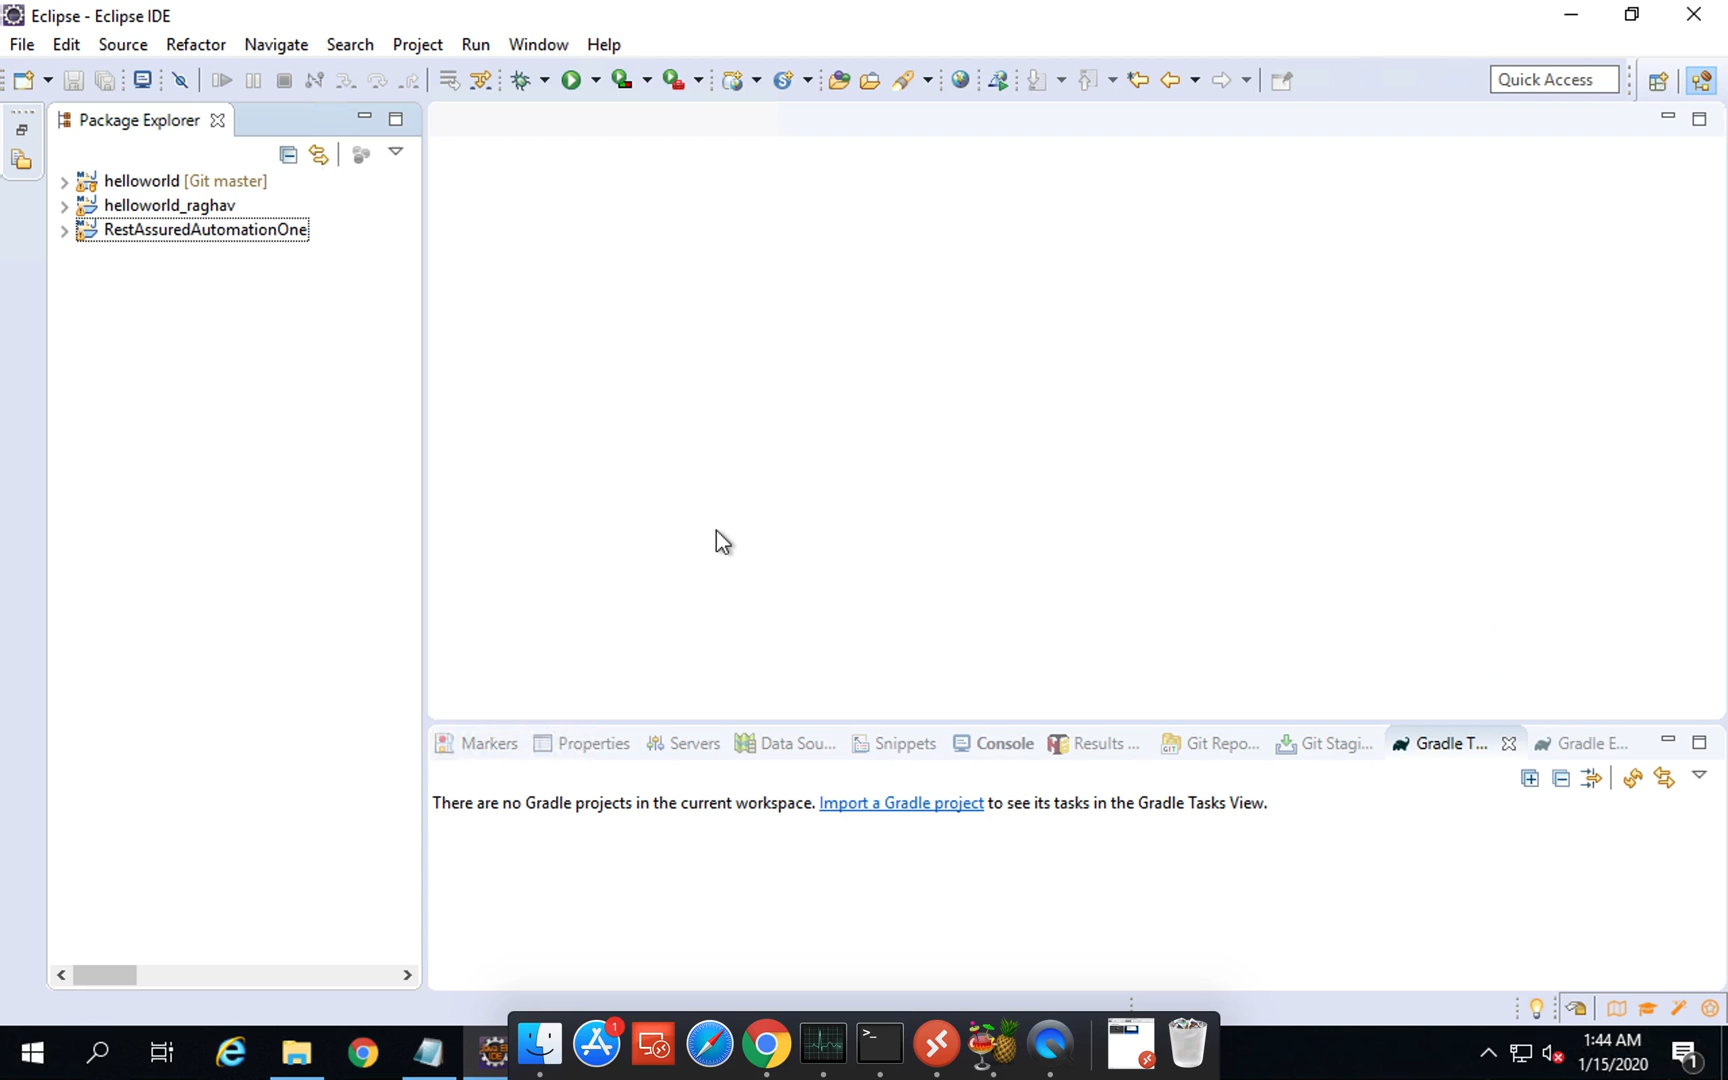 Eclipse - Eclipse IDE
File Edit Source Refactor Navigate Search Project Run Window Help
Quick Access
Package Explorer
helloworld [Git master]
helloworld_raghav
RestAssuredAutomationOne
Markers Properties Servers Data Sou... Snippets Console Results ... Git Repo... Git Stagi... Gradle T... Gradle E...
There are no Gradle projects in the current workspace. Import a Gradle project to see its tasks in the Gradle Tasks View.
1
1:44 AM
1/15/2020
1